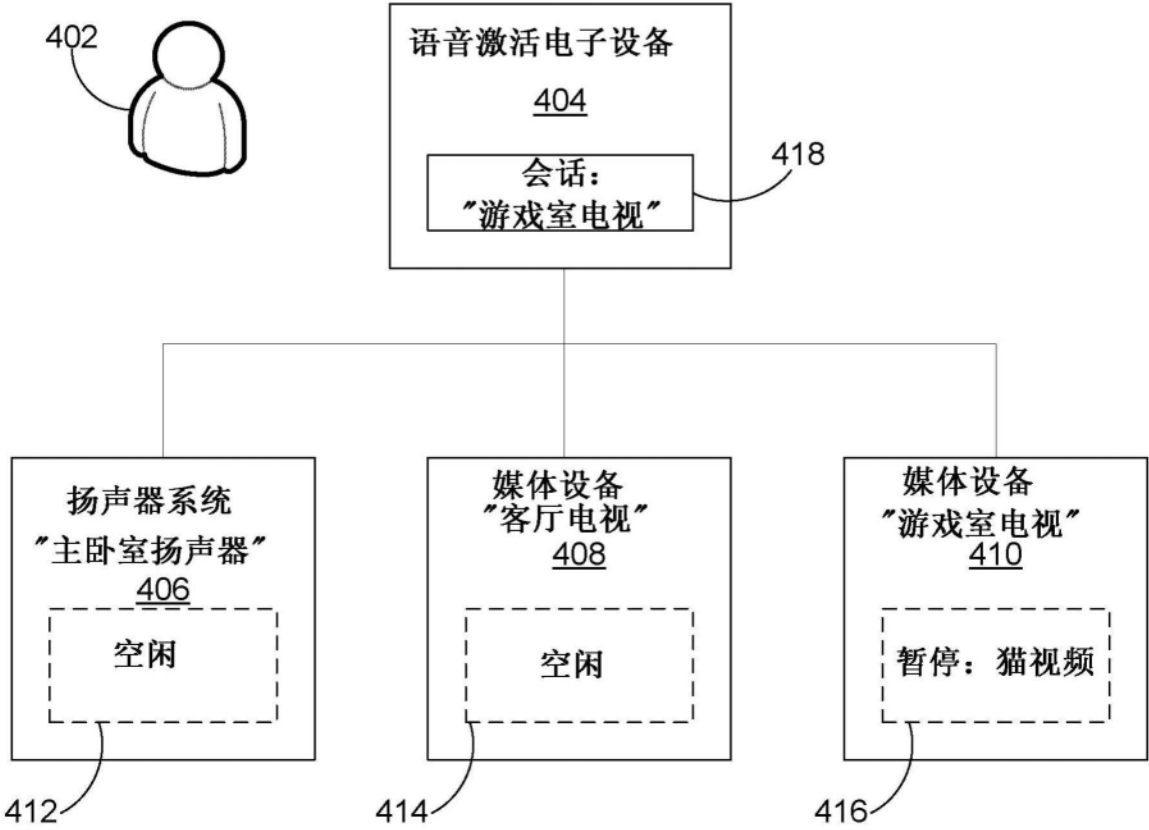 402
语音激活电子设备
404
418
会话：
"游戏室电视"
扬声器系统
"主卧室扬声器"
406
空闲
412
媒体设备
"客厅电视"
408
空闲
414
媒体设备
"游戏室电视"
410
暂停：猫视频
416